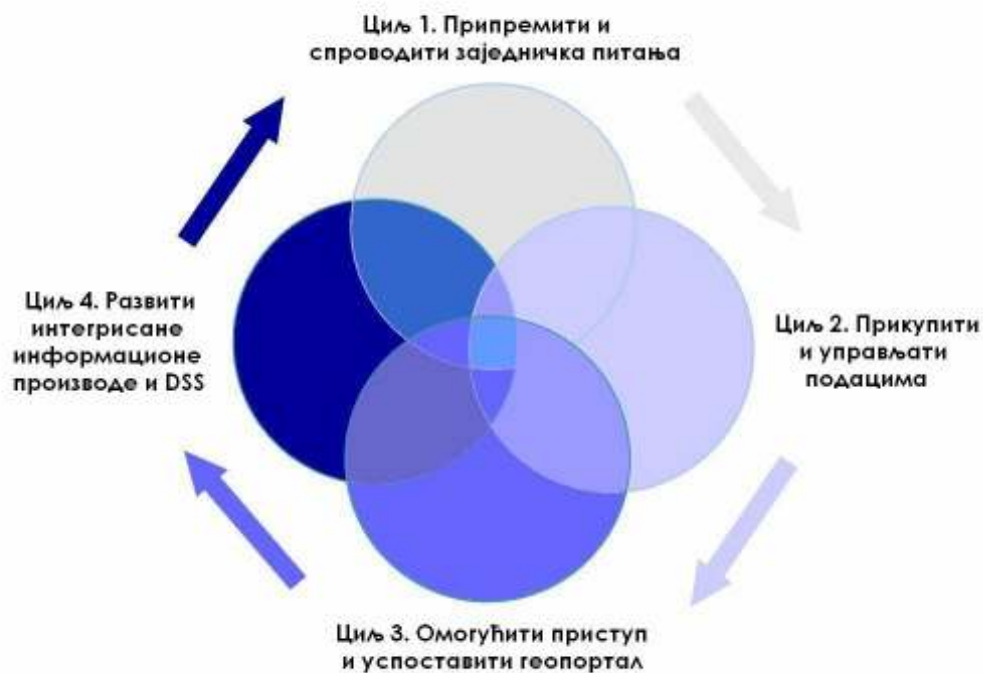 Циљ 1. Припремити и
спроводити заједничка питања
Циљ 2. Прикупити
и управљати
подацима
Циљ 3. Омогућити приступ
и успоставити геопортал
Циљ 4. Развити
интегрисане
информационе
производе и DSS